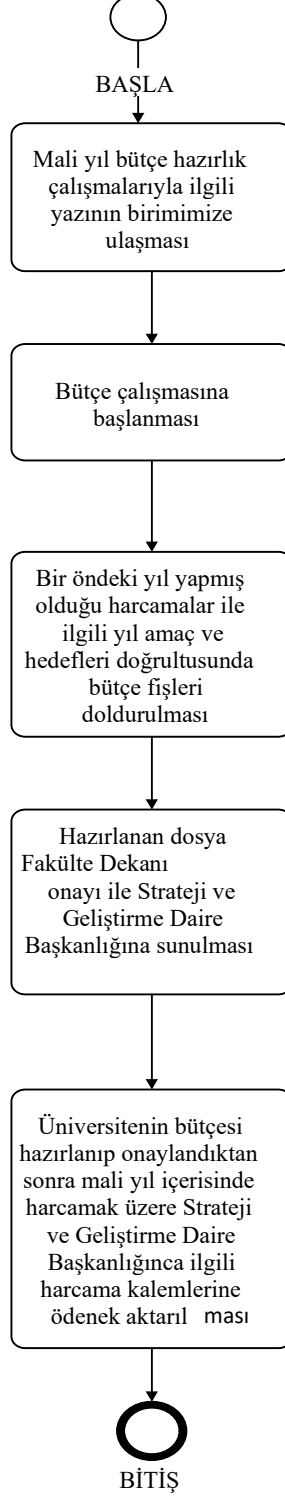 BAŞLA
Mali yıl bütçe hazırlık
çalışmalarıyla ilgili
yazının birimimize
ulaşması
Bütçe çalışmasına
başlanması
Bir öndeki yıl yapmış
olduğu harcamalar ile
ilgili yıl amaç ve
hedefleri doğrultusunda
bütçe fişleri
doldurulması
Hazırlanan dosya
Fakülte Dekanı
onayı ile Strateji ve
Geliştirme Daire
Başkanlığına sunulması
Üniversitenin bütçesi
hazırlanıp onaylandıktan
sonra mali yıl içerisinde
harcamak üzere Strateji
ve Geliştirme Daire
Başkanlığınca ilgili
harcama kalemlerine
ödenek aktarıl ması
BİTİŞ